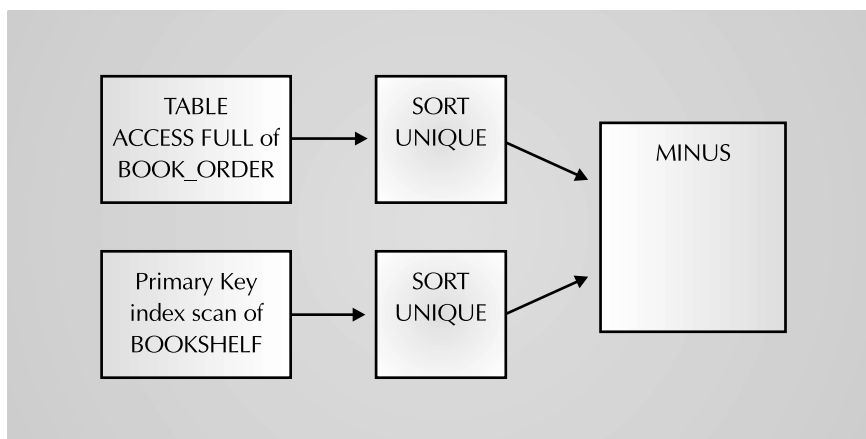 TABLE
ACCESS FULL of
BOOK_ORDER
SORT
UNIQUE
MINUS
Primary Key
index scan of
BOOKSHELF
SORT
UNIQUE